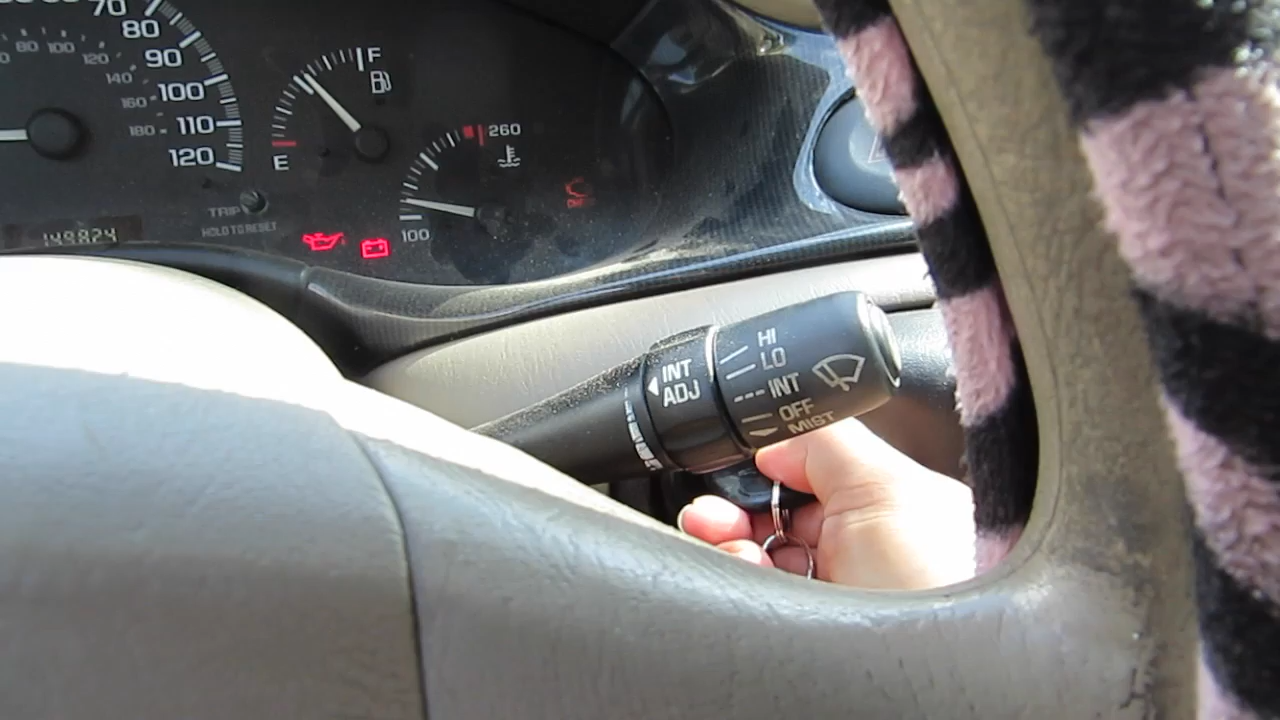 70
80
90
100
110
120
80 100 120
140
160
180
F
E
260
100
TRIP
HOLD TO RESET
149824
INT
ADJ
HI
LO
INT
OFF
MIST